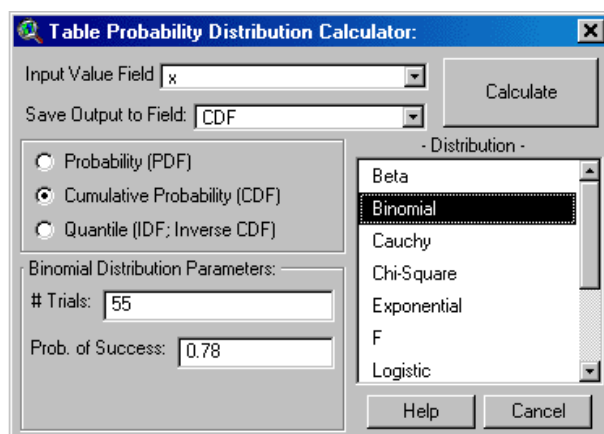 Table Probability Distribution Calculator:
Input Value Field x
Calculate
Save Output to Field: CDF
- Distribution -
Probability (PDF)
Cumulative Probability (CDF)
Quantile (IDF; Inverse CDF)
Beta
Binomial
Cauchy
Chi-Square
Exponential
F
Logistic
Binomial Distribution Parameters:
# Trials: 55
Prob. of Success: 0.78
Help
Cancel